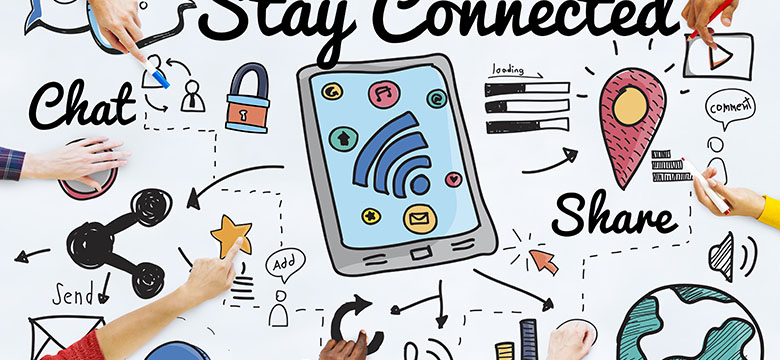 Stay Connected
loading
Chat
comment
Share
Add
Send